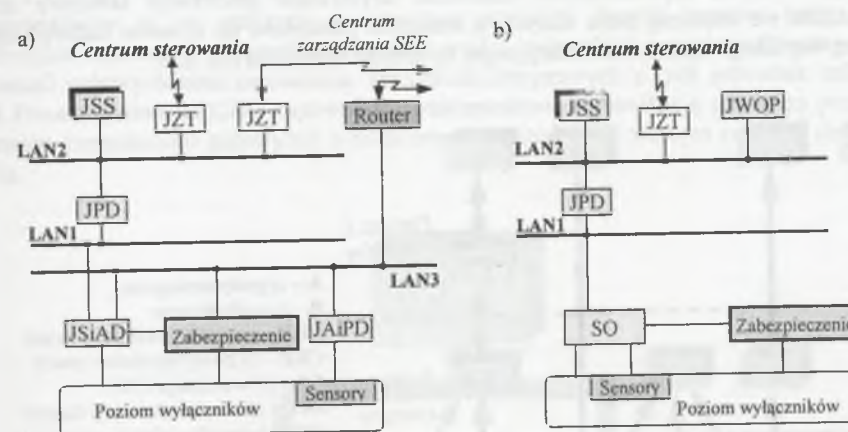 a)
Centrum sterowania
Centrum
zarządzania SEE
JSS
JZT
JZT
Router
LAN2
JPD
LAN1
LAN3
JSiAD
Zabezpieczenie
JAiPD
Sensory
Poziom wyłączników
b)
Centrum sterowania
JSS
JZT
JWOP
LAN2
JPD
LAN1
SO
Zabezpieczenie
Sensory
Poziom wyłączników